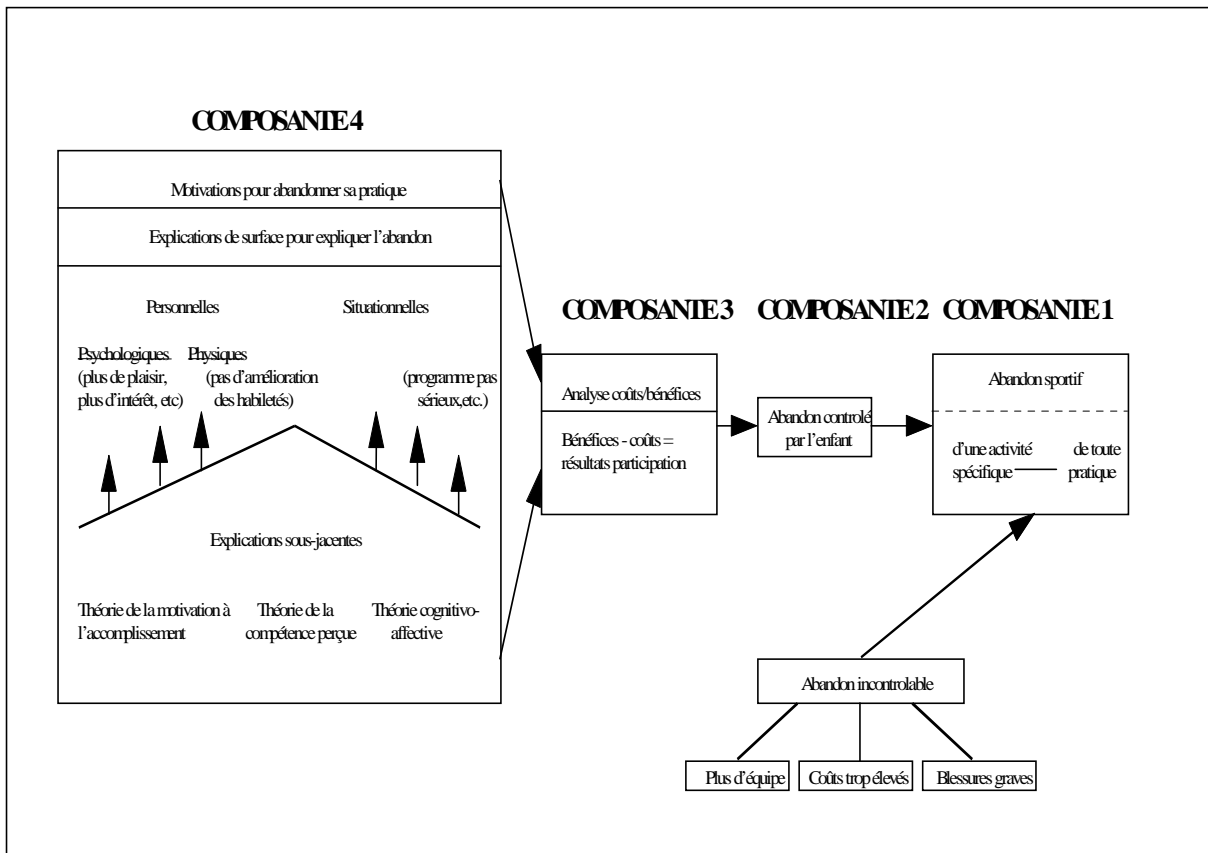 COMPOSANTE 4
Motivations pour abandonner sa pratique
Explications de surface pour expliquer l'abandon
Personnelles
Situationnelles
Psychologiques
(plus de plaisir,
plus d'intérêt, etc)
Physiques
(pas d'amélioration
des habiletés)
(programme pas
sérieux,etc.)
Explications sous-jacentes
Théorie de la motivation à
l'accomplissement
Théorie de la
compétence perçue
Théorie cognitivo-
affective
COMPOSANTE 3
Analyse coûts/bénéfices
Bénéfices - coûts =
résultats participation
COMPOSANTE 2
Abandon controlé
par l'enfant
COMPOSANTE 1
Abandon sportif
d'une activité
spécifique
de toute
pratique
Abandon incontrolable
Plus d'équipe
Coûts trop élevés
Blessures graves